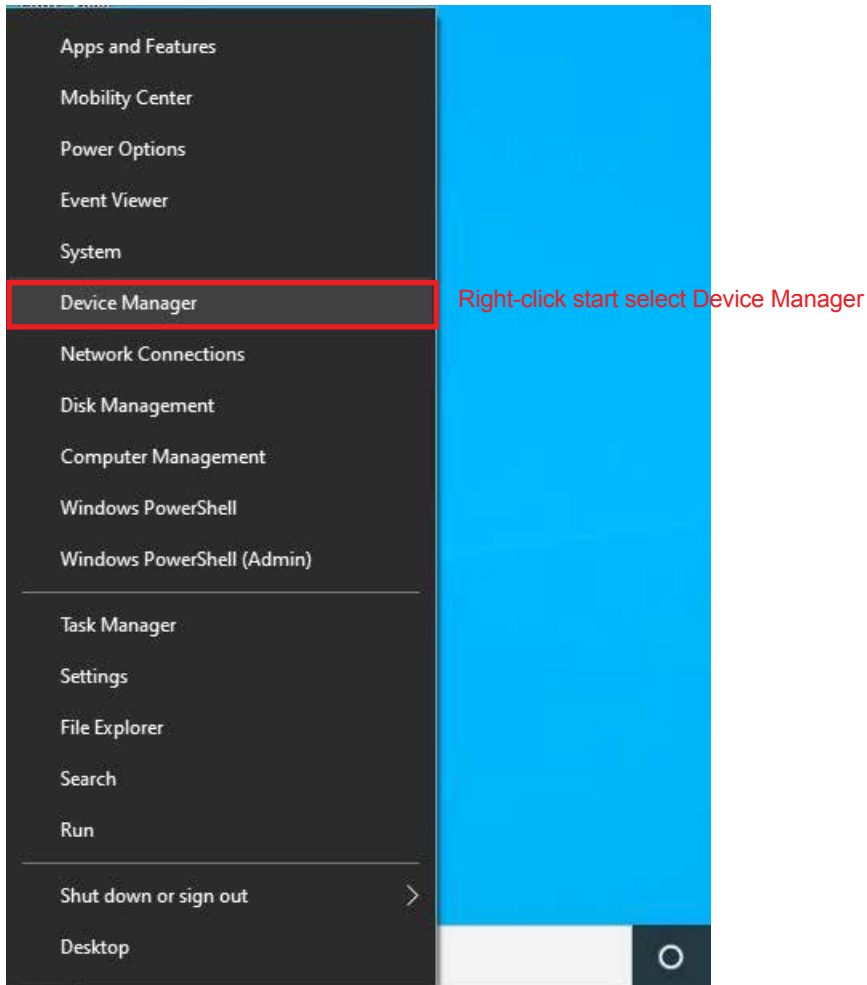 Apps and Features
Mobility Center
Power Options
Event Viewer
System
Device Manager
Right-click start select Device Manager
Network Connections
Disk Management
Computer Management
Windows PowerShell
Windows PowerShell (Admin)
Task Manager
Settings
File Explorer
Search
Run
Shut down or sign out
Desktop